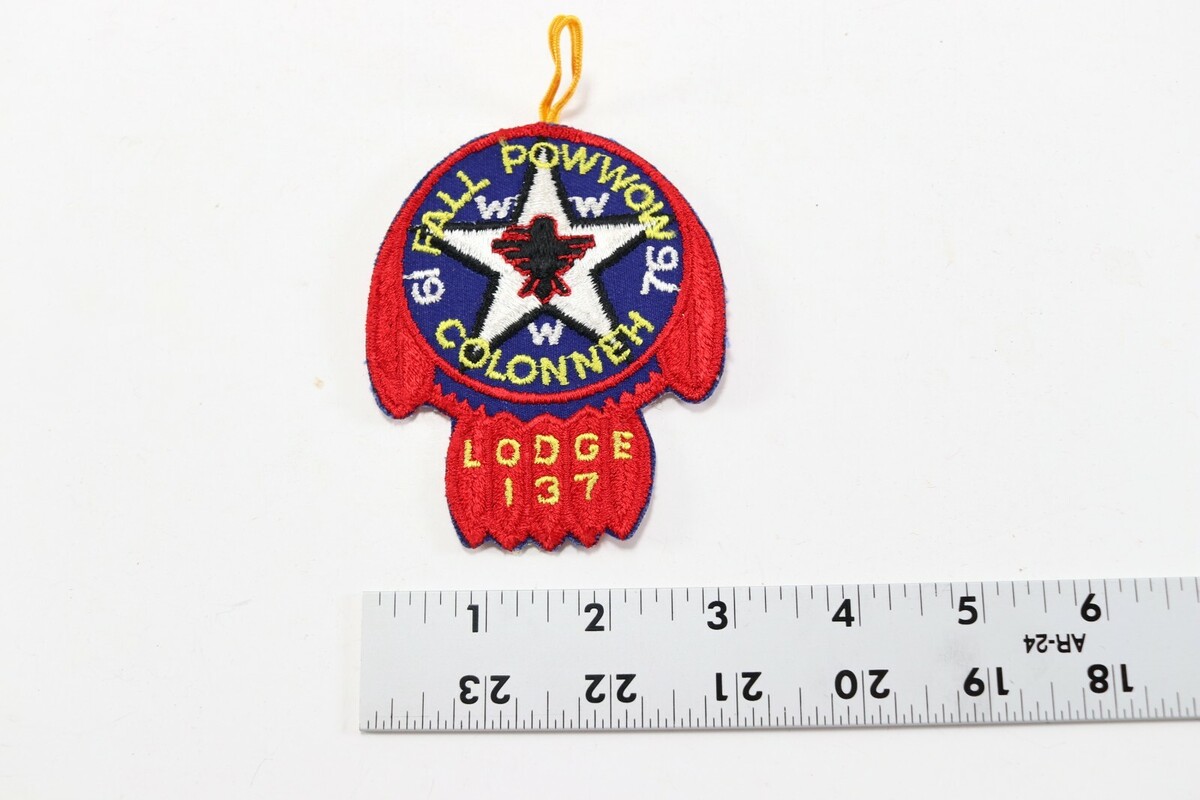 FALL POWWOW
W W
19 76
W
COLONNEH
LODGE
137
1 2 3 4 5 6
AR-24
23 22 21 20 19 18